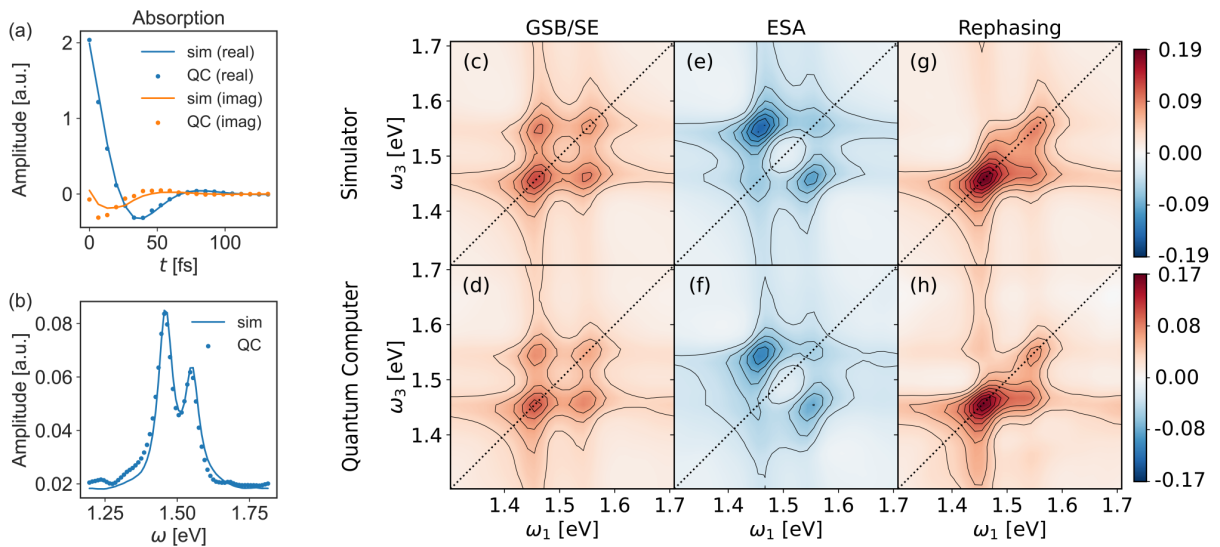 (a)
Absorption
Amplitude [a.u.]
2
1
0
sim (real)
QC (real)
sim (imag)
QC (imag)
0
50
100
t [fs]
(b)
Amplitude [a.u.]
0.08
0.06
0.04
0.02
sim
QC
1.25
1.50
1.75
ω [eV]
GSB/SE
ESA
Rephasing
Simulator
ω3 [eV]
1.7
1.6
1.5
1.4
(c)
(e)
(g)
0.19
0.09
0.00
-0.09
-0.19
Quantum Computer
ω3 [eV]
1.7
1.6
1.5
1.4
(d)
(f)
(h)
0.17
0.08
0.00
-0.08
-0.17
1.4
1.5
1.6
1.7
ω1 [eV]
1.4
1.5
1.6
1.7
ω1 [eV]
1.4
1.5
1.6
1.7
ω1 [eV]